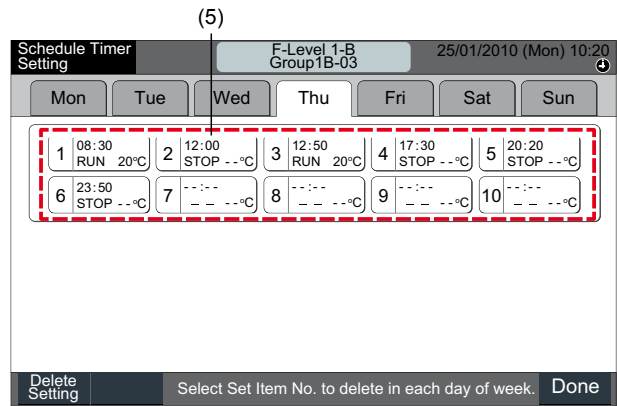 (5)
Schedule Timer
Setting
F-Level 1-B
Group1B-03
25/01/2010 (Mon) 10:20
Mon Tue Wed Thu Fri Sat Sun
1 08:30 RUN 20°C
2 12:00 STOP --°C
3 12:50 RUN 20°C
4 17:30 STOP --°C
5 20:20 STOP --°C
6 23:50 STOP --°C
7 --:-- _ _ --°C
8 --:-- _ _ --°C
9 --:-- _ _ --°C
10 --:-- _ _ --°C
Delete
Setting
Select Set Item No. to delete in each day of week.
Done